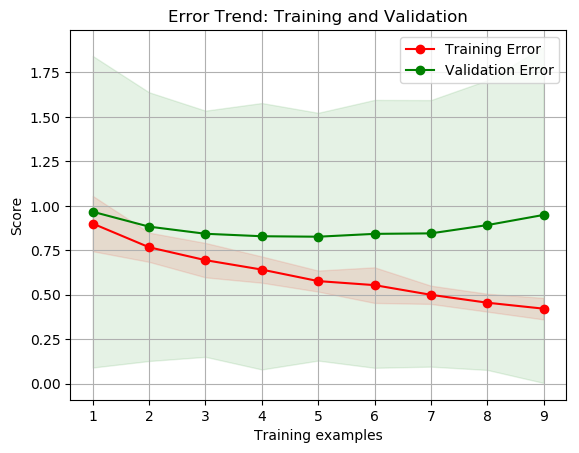 Error Trend: Training and Validation
Training Error
Validation Error
Score
1.75
1.50
1.25
1.00
0.75
0.50
0.25
0.00
1 2 3 4 5 6 7 8 9
Training examples